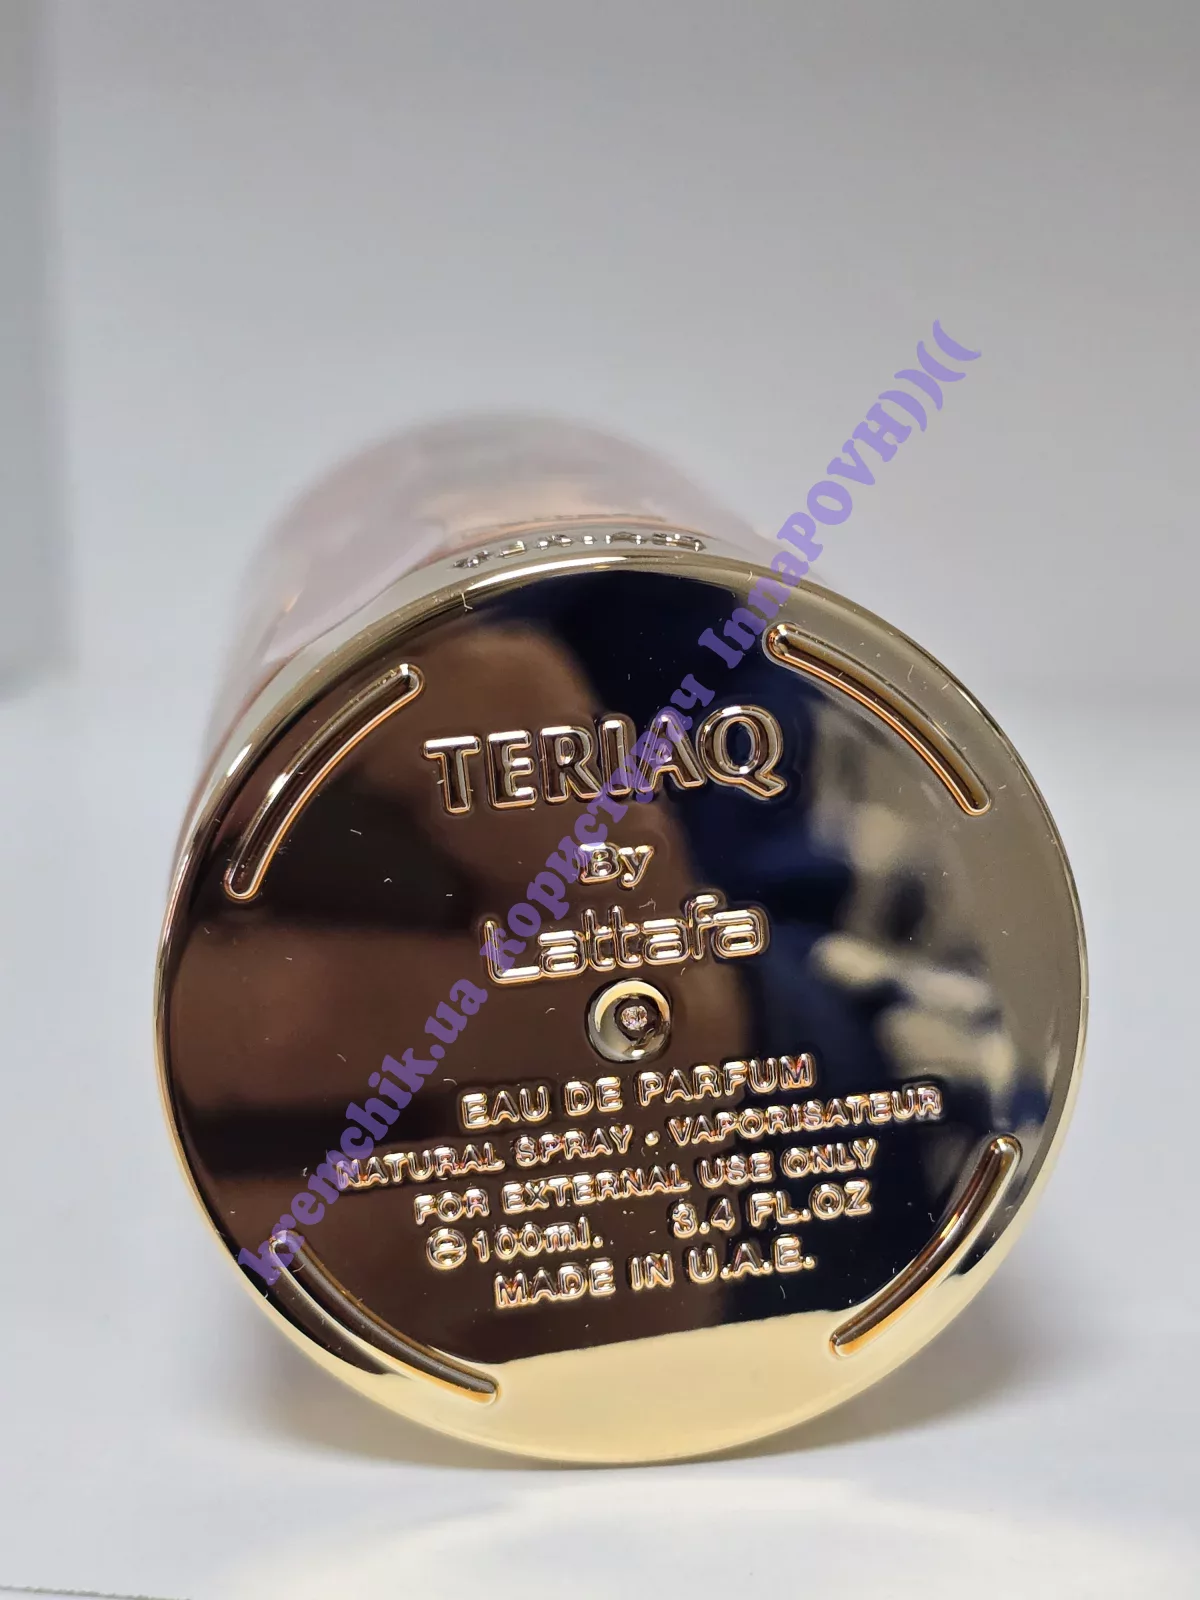 TERIAQ
By
Lattafa
EAU DE PARFUM
NATURAL SPRAY • VAPORISATEUR
FOR EXTERNAL USE ONLY
℮100ml. 3.4 FL.OZ
MADE IN U.A.E.
kremchik.ua користувач InnaPOVH))((